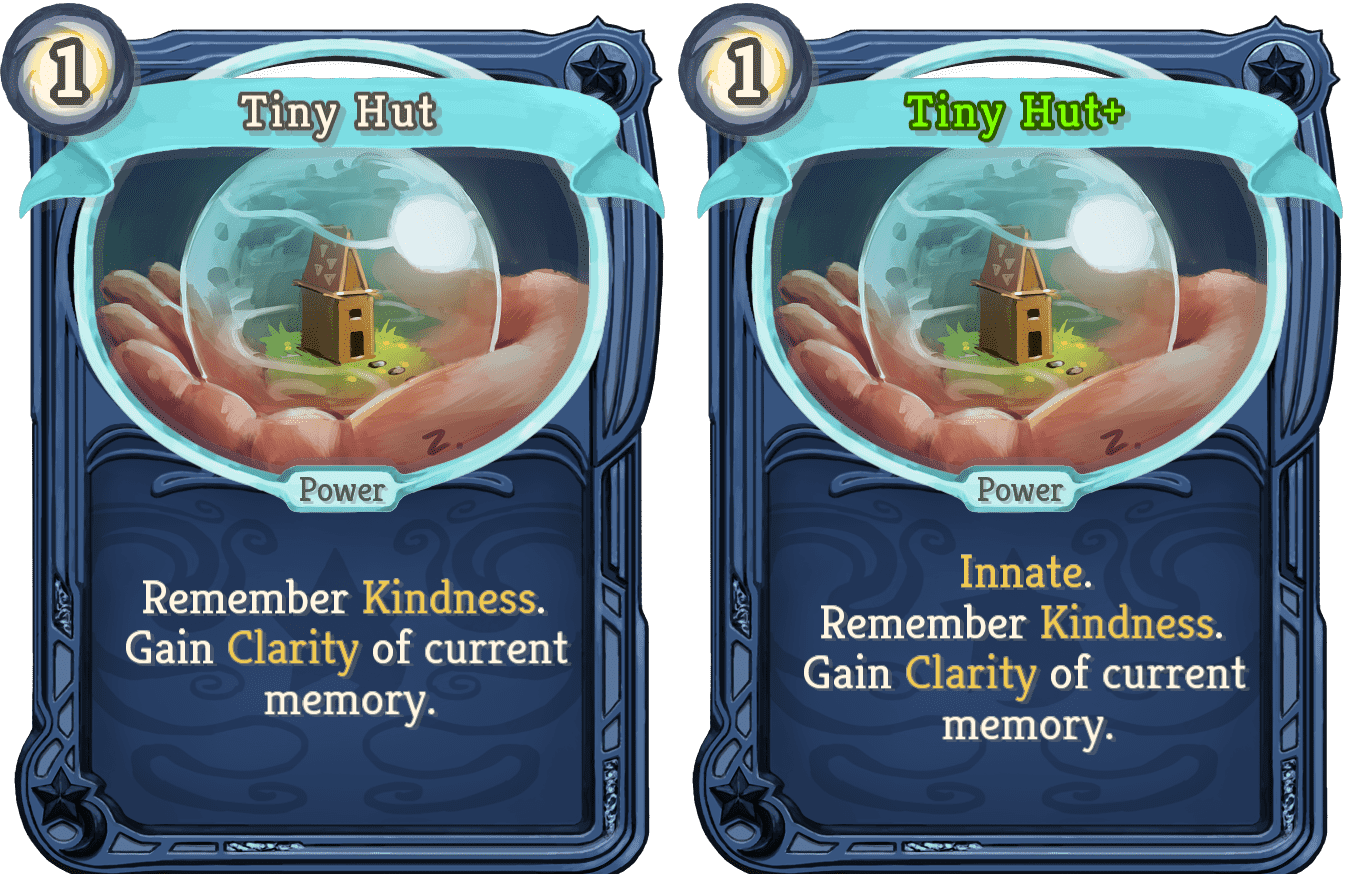 1
Tiny Hut
z.
Power
Remember Kindness.
Gain Clarity of current
memory.
1
Tiny Hut+
z.
Power
Innate.
Remember Kindness.
Gain Clarity of current
memory.